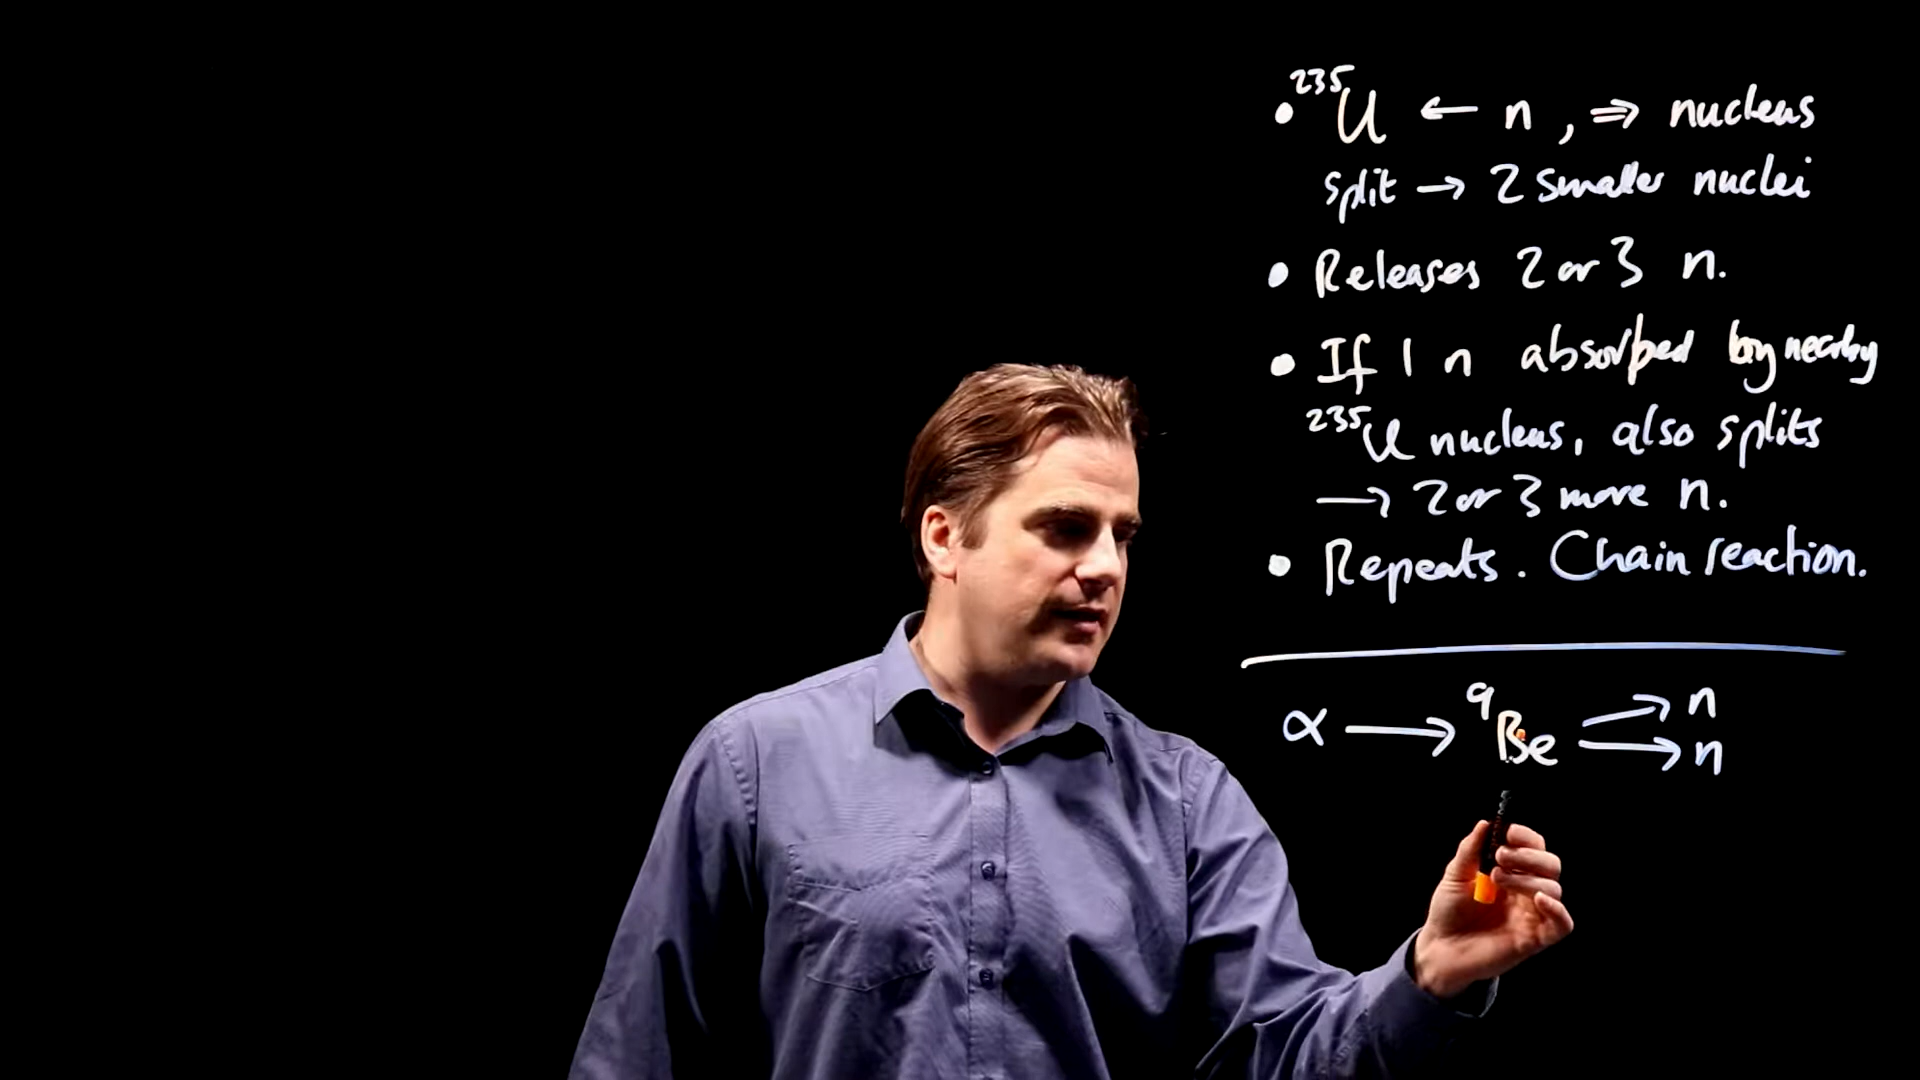 • ²³⁵U ← n , ⇒ nucleus
split → 2 smaller nuclei
• Releases 2 or 3 n.
• If 1 n absorbed by nearby
²³⁵U nucleus, also splits
→ 2 or 3 more n.
• Repeats. Chain reaction.
α → ⁹Be → n
→ n